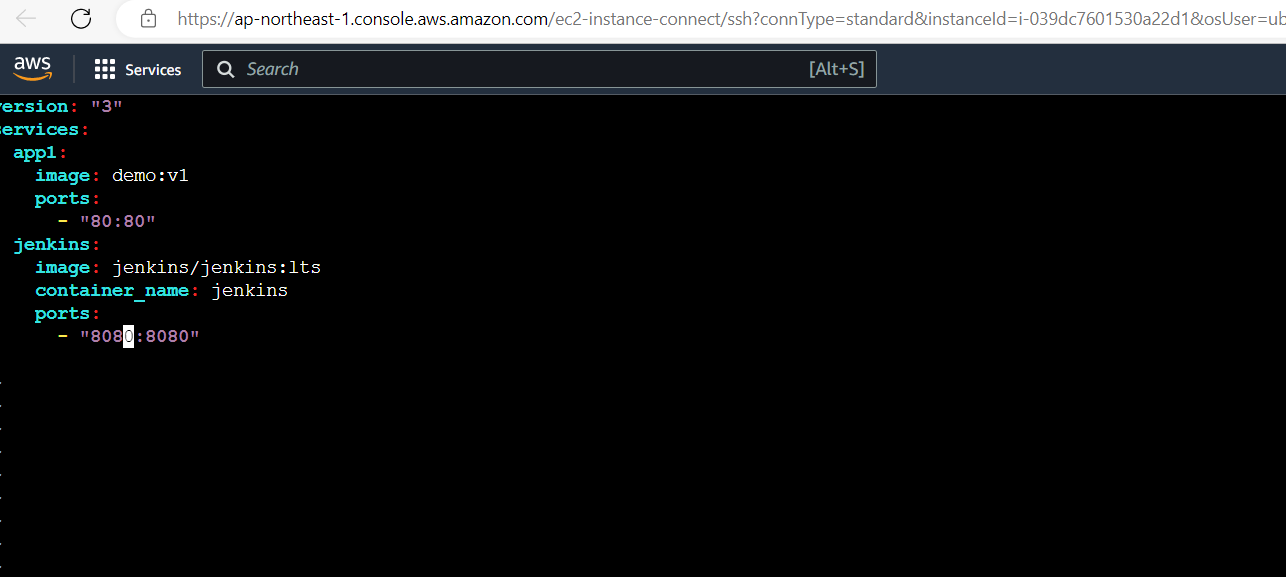 https://ap-northeast-1.console.aws.amazon.com/ec2-instance-connect/ssh?connType=standard&instanceId=i-039dc7601530a22d1&osUser=ub
aws Services Search [Alt+S]
version: "3"
services:
  app1:
    image: demo:v1
    ports:
      - "80:80"
  jenkins:
    image: jenkins/jenkins:lts
    container_name: jenkins
    ports:
      - "8080:8080"